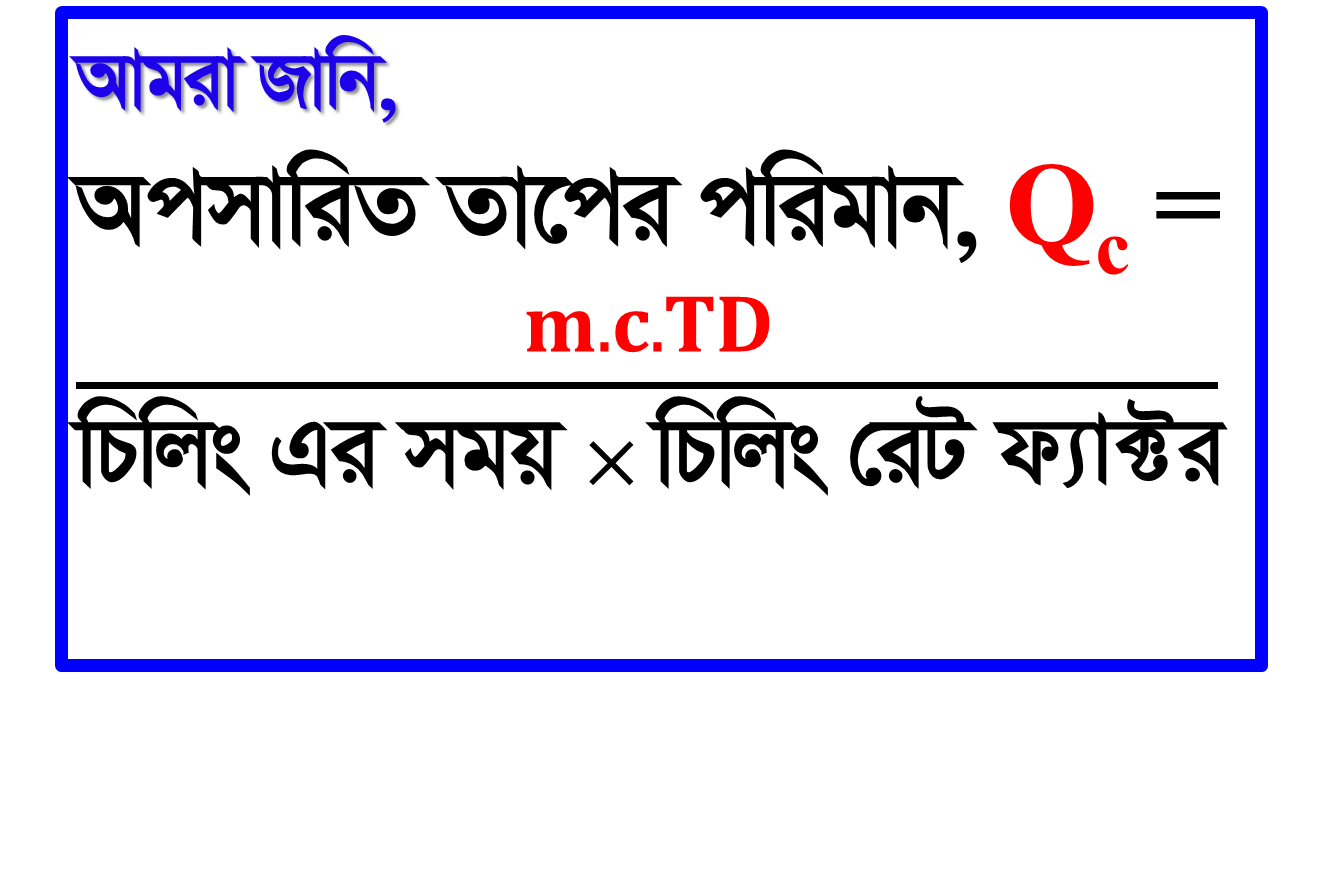 আমরা জানি,
অপসারিত তাপের পরিমান, Qc =
m.c.TD
চিলিং এর সময় × চিলিং রেট ফ্যাক্টর